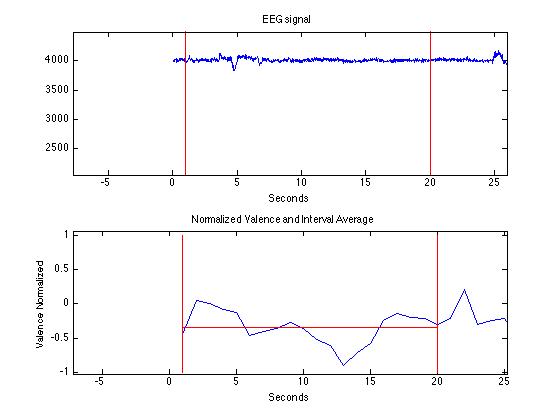 EEG signal
4000
3500
3000
2500
-5 0 5 10 15 20 25
Seconds
Normalized Valence and Interval Average
Valence Normalized
1
0.5
0
-0.5
-1
-5 0 5 10 15 20 25
Seconds